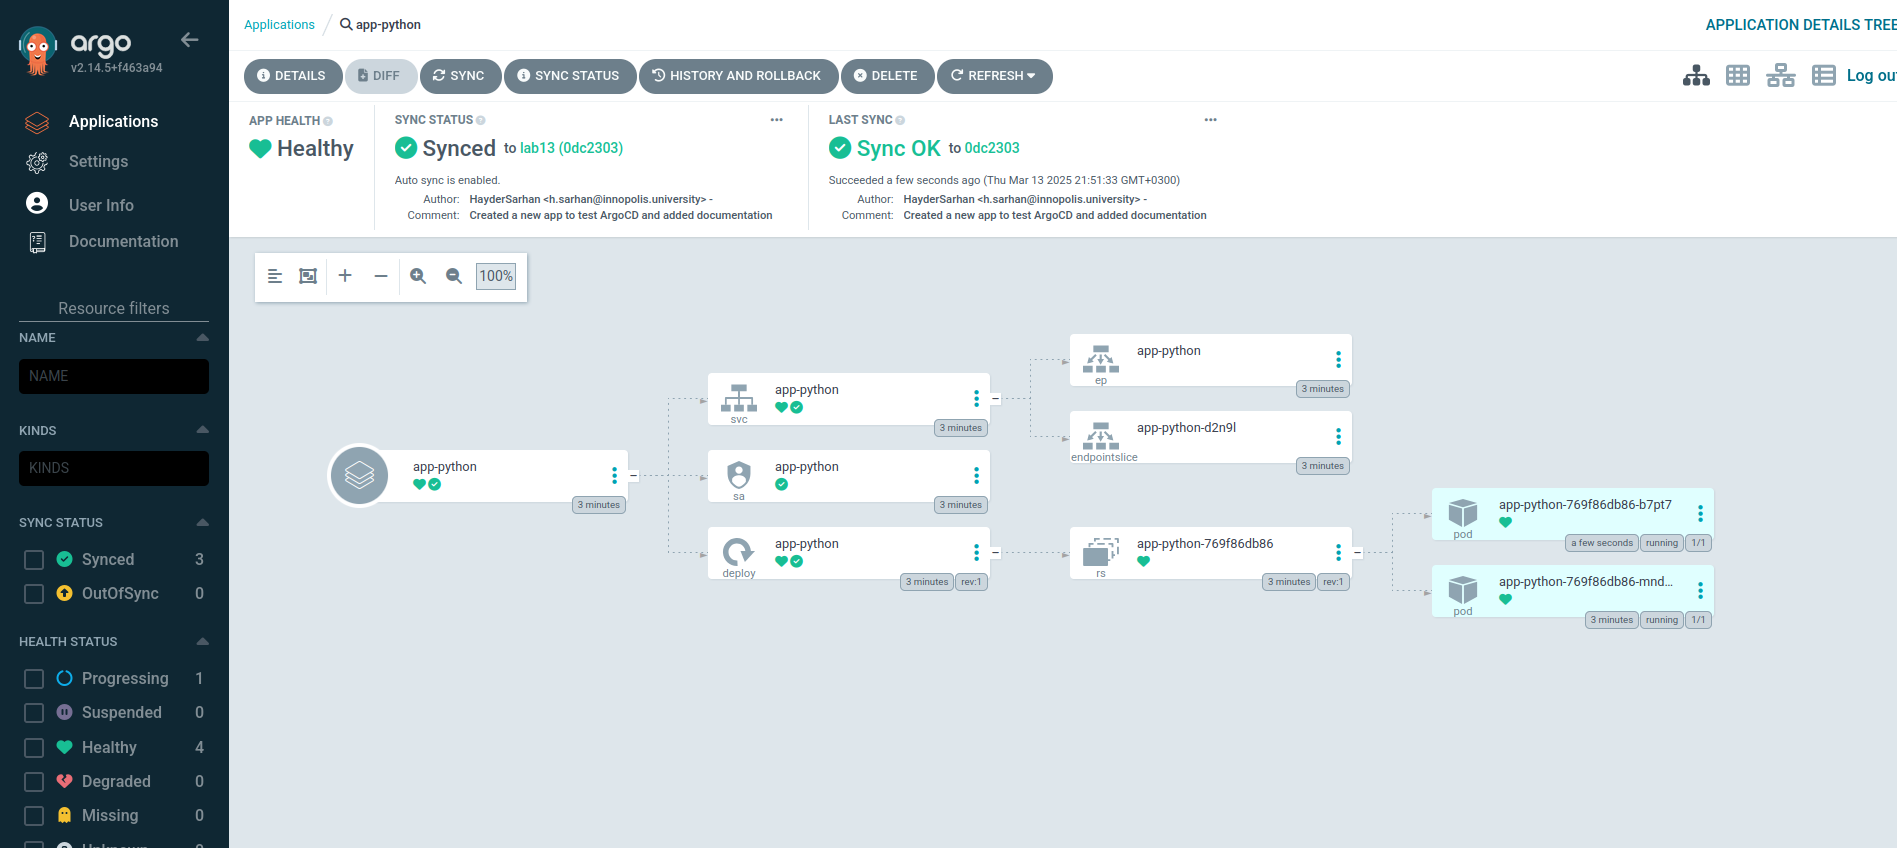 argo
v2.14.5+f463a94
Applications
Settings
User Info
Documentation
Resource filters
NAME
NAME
KINDS
KINDS
SYNC STATUS
Synced 3
OutOfSync 0
HEALTH STATUS
Progressing 1
Suspended 0
Healthy 4
Degraded 0
Missing 0
Applications / app-python
APPLICATION DETAILS TREE
DETAILS DIFF SYNC SYNC STATUS HISTORY AND ROLLBACK DELETE REFRESH
Log out
APP HEALTH
Healthy
SYNC STATUS
Synced to lab13 (0dc2303)
Auto sync is enabled.
Author: HayderSarhan <h.sarhan@innopolis.university> -
Comment: Created a new app to test ArgoCD and added documentation
LAST SYNC
Sync OK to 0dc2303
Succeeded a few seconds ago (Thu Mar 13 2025 21:51:33 GMT+0300)
Author: HayderSarhan <h.sarhan@innopolis.university> -
Comment: Created a new app to test ArgoCD and added documentation
100%
app-python
3 minutes
app-python
svc
3 minutes
app-python
sa
3 minutes
app-python
deploy
3 minutes rev:1
app-python
ep
3 minutes
app-python-d2n9l
endpointslice
3 minutes
app-python-769f86db86
rs
3 minutes rev:1
app-python-769f86db86-b7pt7
pod
a few seconds running 1/1
app-python-769f86db86-mnd...
pod
3 minutes running 1/1